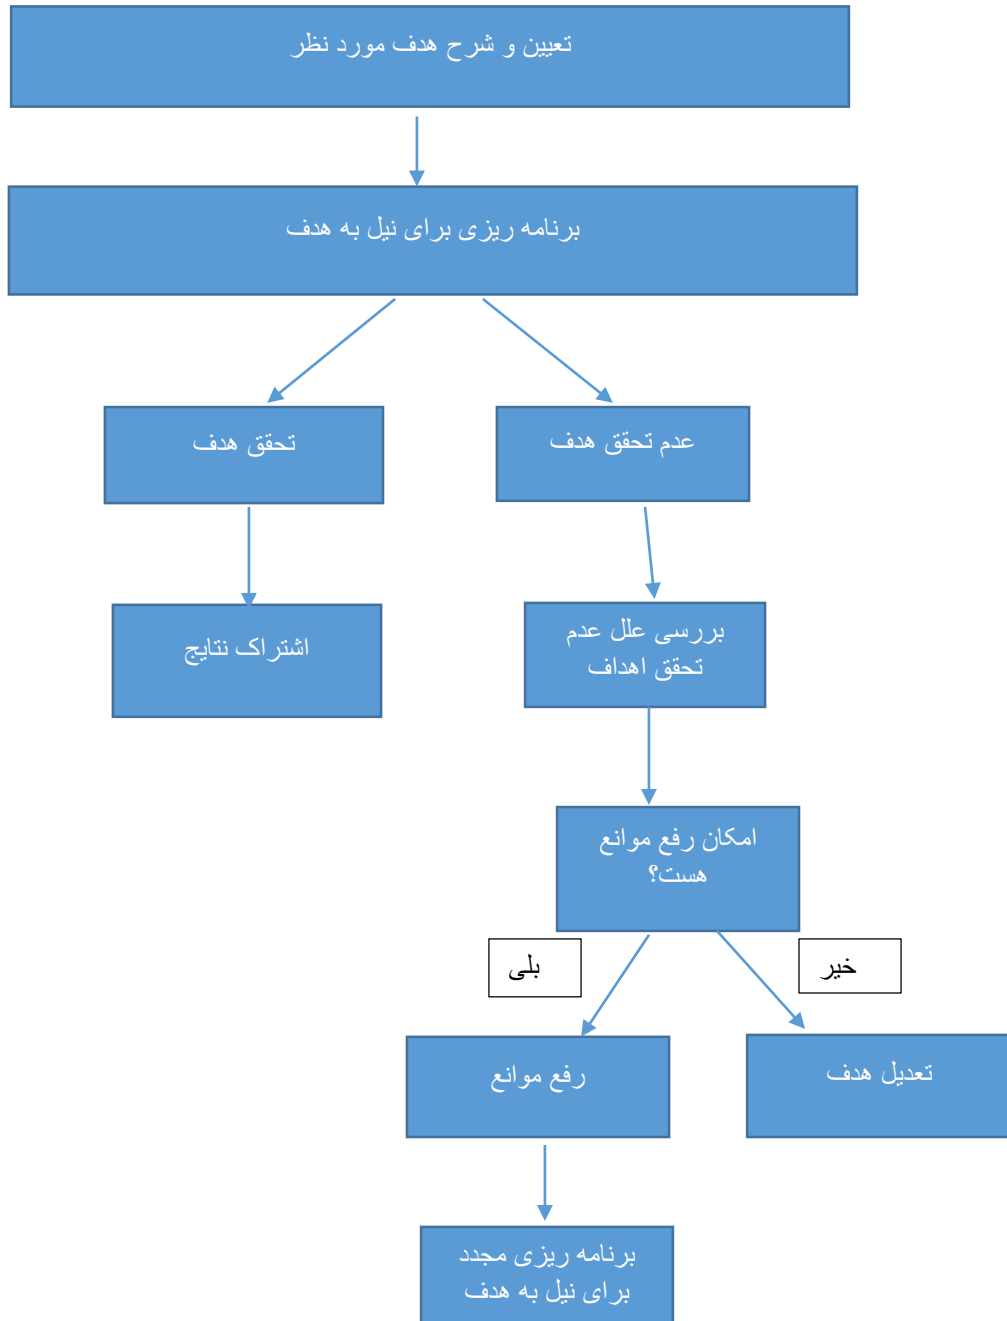 تعیین و شرح هدف مورد نظر
برنامه ریزی برای نیل به هدف
عدم تحقق هدف
تحقق هدف
بررسی علل عدم
تحقق اهداف
اشتراک نتایج
امکان رفع موانع
هست؟
خیر
بلی
تعدیل هدف
رفع موانع
برنامه ریزی مجدد
برای نیل به هدف